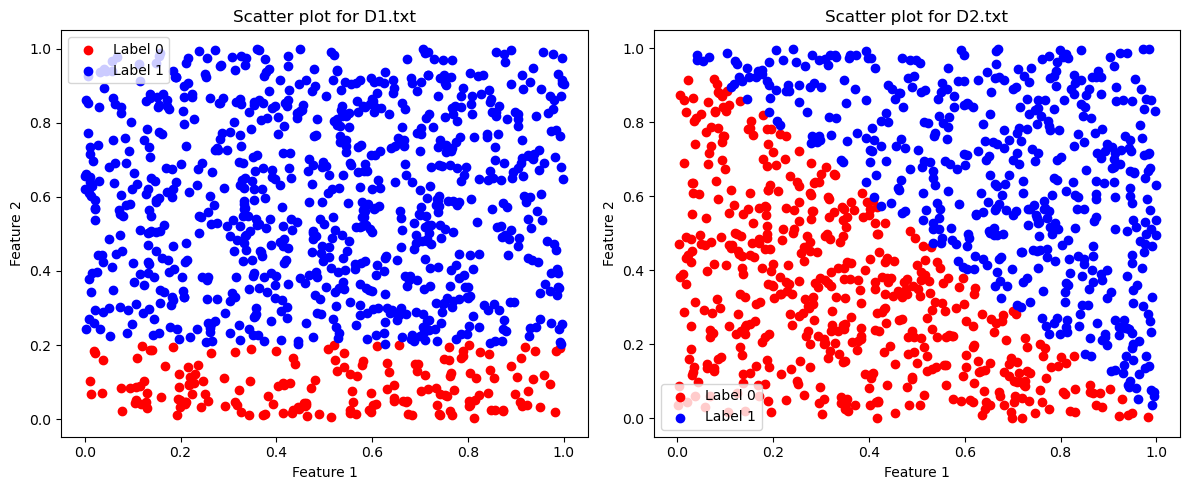 Scatter plot for D1.txt
Label 0
Label 1
1.0
0.8
0.6
0.4
0.2
0.0
Feature 2
0.0 0.2 0.4 0.6 0.8 1.0
Feature 1
Scatter plot for D2.txt
1.0
0.8
0.6
0.4
0.2
0.0
Feature 2
Label 0
Label 1
0.0 0.2 0.4 0.6 0.8 1.0
Feature 1